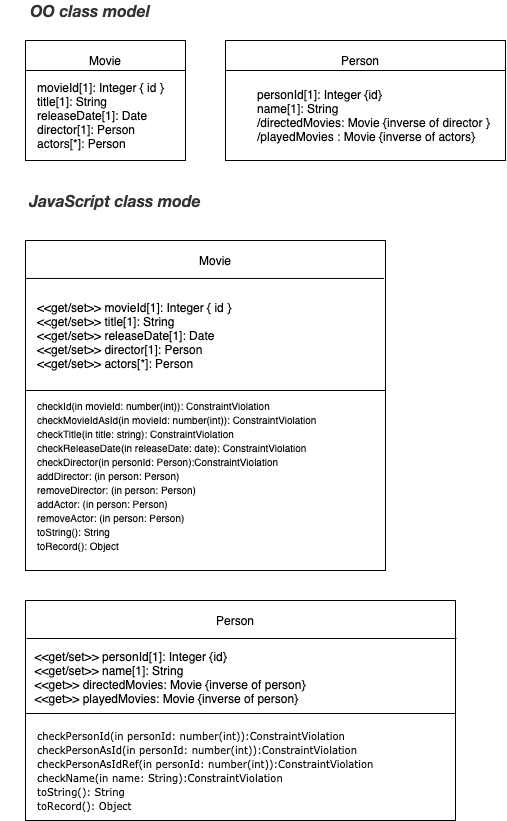 OO class model
Movie
movieId[1]: Integer { id }
title[1]: String
releaseDate[1]: Date
director[1]: Person
actors[*]: Person
Person
personId[1]: Integer {id}
name[1]: String
/directedMovies: Movie {inverse of director }
/playedMovies : Movie {inverse of actors}
JavaScript class mode
Movie
<<get/set>> movieId[1]: Integer { id }
<<get/set>> title[1]: String
<<get/set>> releaseDate[1]: Date
<<get/set>> director[1]: Person
<<get/set>> actors[*]: Person
checkId(in movieId: number(int)): ConstraintViolation
checkMovieIdAsId(in movieId: number(int)): ConstraintViolation
checkTitle(in title: string): ConstraintViolation
checkReleaseDate(in releaseDate: date): ConstraintViolation
checkDirector(in personId: Person):ConstraintViolation
addDirector: (in person: Person)
removeDirector: (in person: Person)
addActor: (in person: Person)
removeActor: (in person: Person)
toString(): String
toRecord(): Object
Person
<<get/set>> personId[1]: Integer {id}
<<get/set>> name[1]: String
<<get>> directedMovies: Movie {inverse of person}
<<get>> playedMovies: Movie {inverse of person}
checkPersonId(in personId: number(int)):ConstraintViolation
checkPersonAsId(in personId: number(int)):ConstraintViolation
checkPersonAsIdRef(in personId: number(int)):ConstraintViolation
checkName(in name: String):ConstraintViolation
toString(): String
toRecord(): Object